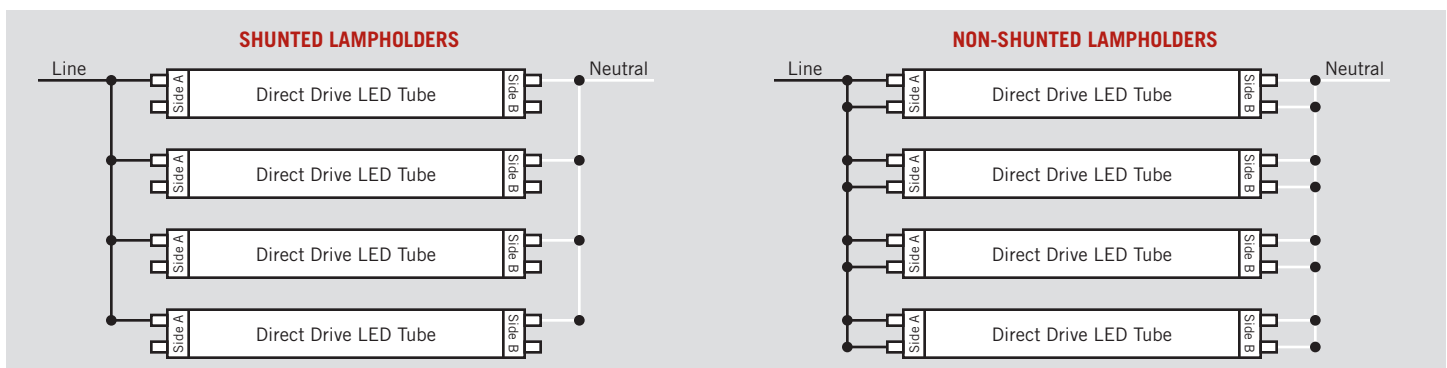 SHUNTED LAMPHOLDERS
Line
Neutral
Side A
Direct Drive LED Tube
Side B
Side A
Direct Drive LED Tube
Side B
Side A
Direct Drive LED Tube
Side B
Side A
Direct Drive LED Tube
Side B
NON-SHUNTED LAMPHOLDERS
Line
Neutral
Side A
Direct Drive LED Tube
Side B
Side A
Direct Drive LED Tube
Side B
Side A
Direct Drive LED Tube
Side B
Side A
Direct Drive LED Tube
Side B